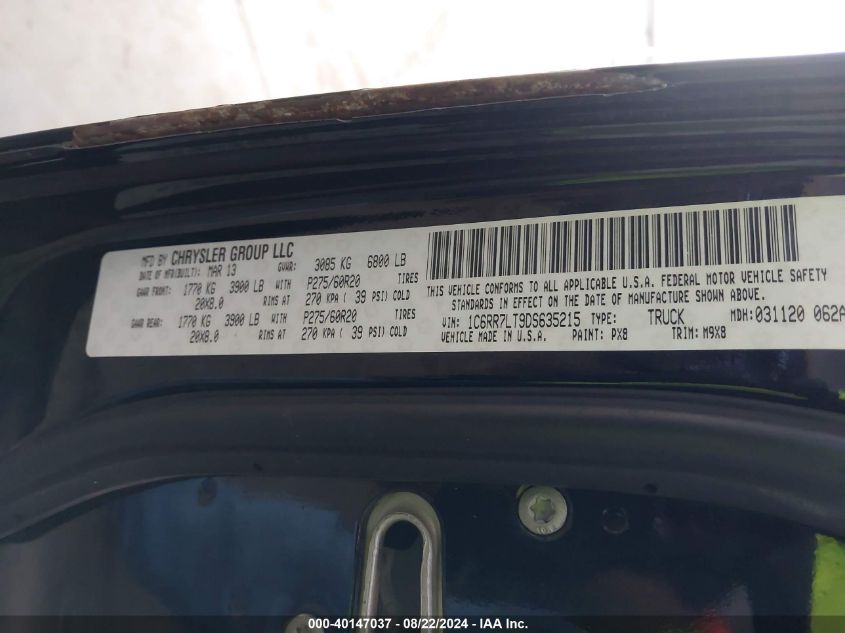 MFD BY CHRYSLER GROUP LLC
DATE OF MFR(BUILT): MAR 13 GVWR: 3085 KG 6800 LB
GAWR FRONT: 1770 KG 3900 LB WITH P275/60R20 TIRES
20X8.0 RIMS AT 270 KPA ( 39 PSI) COLD
GAWR REAR: 1770 KG 3900 LB WITH P275/60R20 TIRES
20X8.0 RIMS AT 270 KPA ( 39 PSI) COLD
THIS VEHICLE CONFORMS TO ALL APPLICABLE U.S.A. FEDERAL MOTOR VEHICLE SAFETY
STANDARDS IN EFFECT ON THE DATE OF MANUFACTURE SHOWN ABOVE.
VIN: 1C6RR7LT9DS635215 TYPE: TRUCK MDH: 031120 062A
VEHICLE MADE IN U.S.A. PAINT: PX8 TRIM: M9X8
000-40147037 - 08/22/2024 - IAAI.com